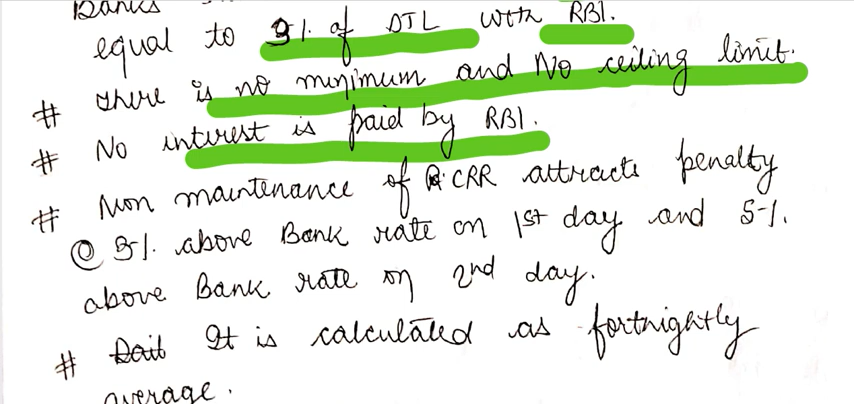 Banks
equal to 3% of DTL with RBI.
# There is no minimum and No ceiling limit.
# No interest is paid by RBI.
# Non maintenance of CRR attracts penalty
@ 3% above Bank rate on 1st day and 5%
above Bank rate on 2nd day.
# Dail It is calculated as fortnightly
average.